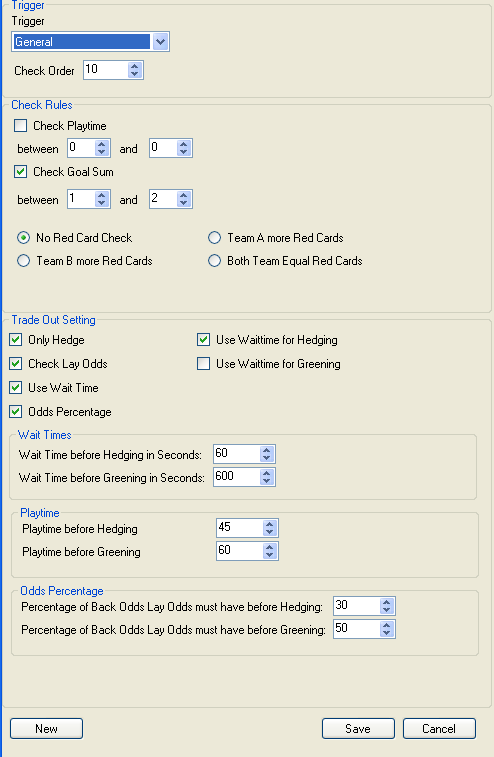 Trigger
Trigger
General
Check Order 10
Check Rules
Check Playtime
between 0 and 0
Check Goal Sum
between 1 and 2
No Red Card Check Team A more Red Cards
Team B more Red Cards Both Team Equal Red Cards
Trade Out Setting
Only Hedge Use Waittime for Hedging
Check Lay Odds Use Waittime for Greening
Use Wait Time
Odds Percentage
Wait Times
Wait Time before Hedging in Seconds: 60
Wait Time before Greening in Seconds: 600
Playtime
Playtime before Hedging 45
Playtime before Greening 60
Odds Percentage
Percentage of Back Odds Lay Odds must have before Hedging: 30
Percentage of Back Odds Lay Odds must have before Greening: 50
New Save Cancel